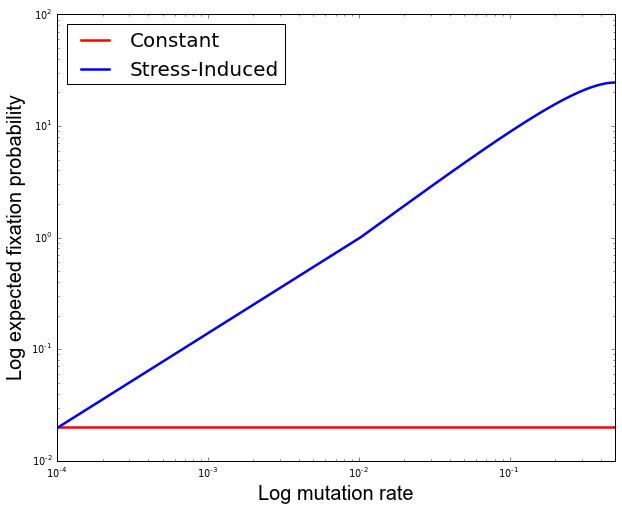 Constant
Stress-Induced
Log expected fixation probability
10^2
10^1
10^0
10^-1
10^-2
10^-4
10^-3
10^-2
10^-1
Log mutation rate